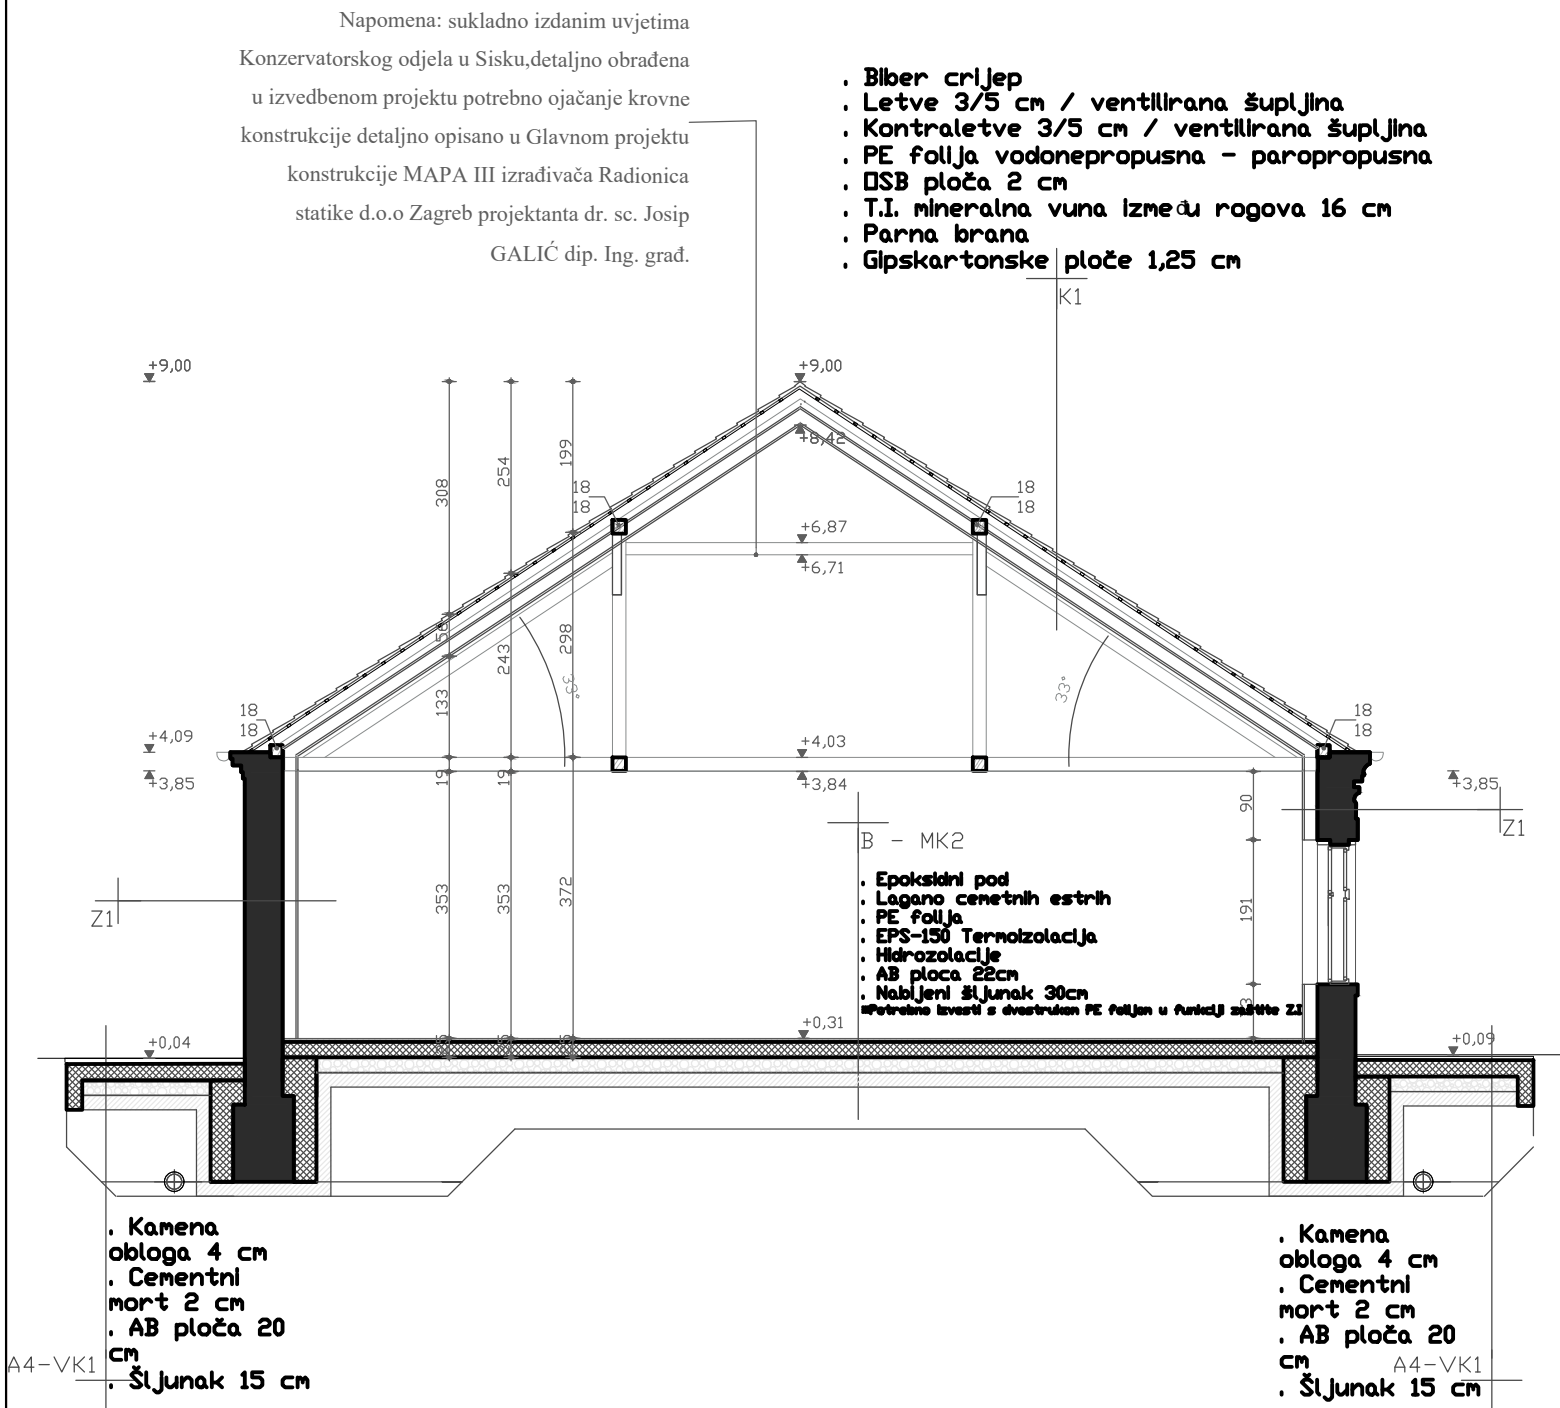 Napomena: sukladno izdanim uvjetima
Konzervatorskog odjela u Sisku,detaljno obrađena
u izvedbenom projektu potrebno ojačanje krovne
konstrukcije detaljno opisano u Glavnom projektu
konstrukcije MAPA III izrađivača Radionica
statike d.o.o Zagreb projektanta dr. sc. Josip
GALIĆ dip. Ing. građ.
. Biber crijep
. Letve 3/5 cm / ventilirana šupljina
. Kontraletve 3/5 cm / ventilirana šupljina
. PE folija vodonepropusna - paropropusna
. OSB ploča 2 cm
. T.I. mineralna vuna između rogova 16 cm
. Parna brana
. Gipskartonske ploče 1,25 cm
K1
+9,00
+9,00
+8,42
308
254
199
18
18
18
18
+6,87
+6,71
243
298
133
33°
33°
18
18
18
18
+4,09
+3,85
+4,03
+3,84
+3,85
19
19
90
Z1
Z1
353
353
372
191
B - MK2
. Epoksidni pod
. Lagano cemetnih estrih
. PE folija
. EPS-150 Termoizolacija
. Hidrozolacije
. AB ploca 22cm
. Nabijeni šljunak 30cm
*Potrebno izvesti s dvostrukom PE folijom u funkciji zaštite Z.I
+0,31
+0,04
+0,09
. Kamena
obloga 4 cm
. Cementni
mort 2 cm
. AB ploča 20
cm
. Šljunak 15 cm
A4-VK1
. Kamena
obloga 4 cm
. Cementni
mort 2 cm
. AB ploča 20
cm
. Šljunak 15 cm
A4-VK1